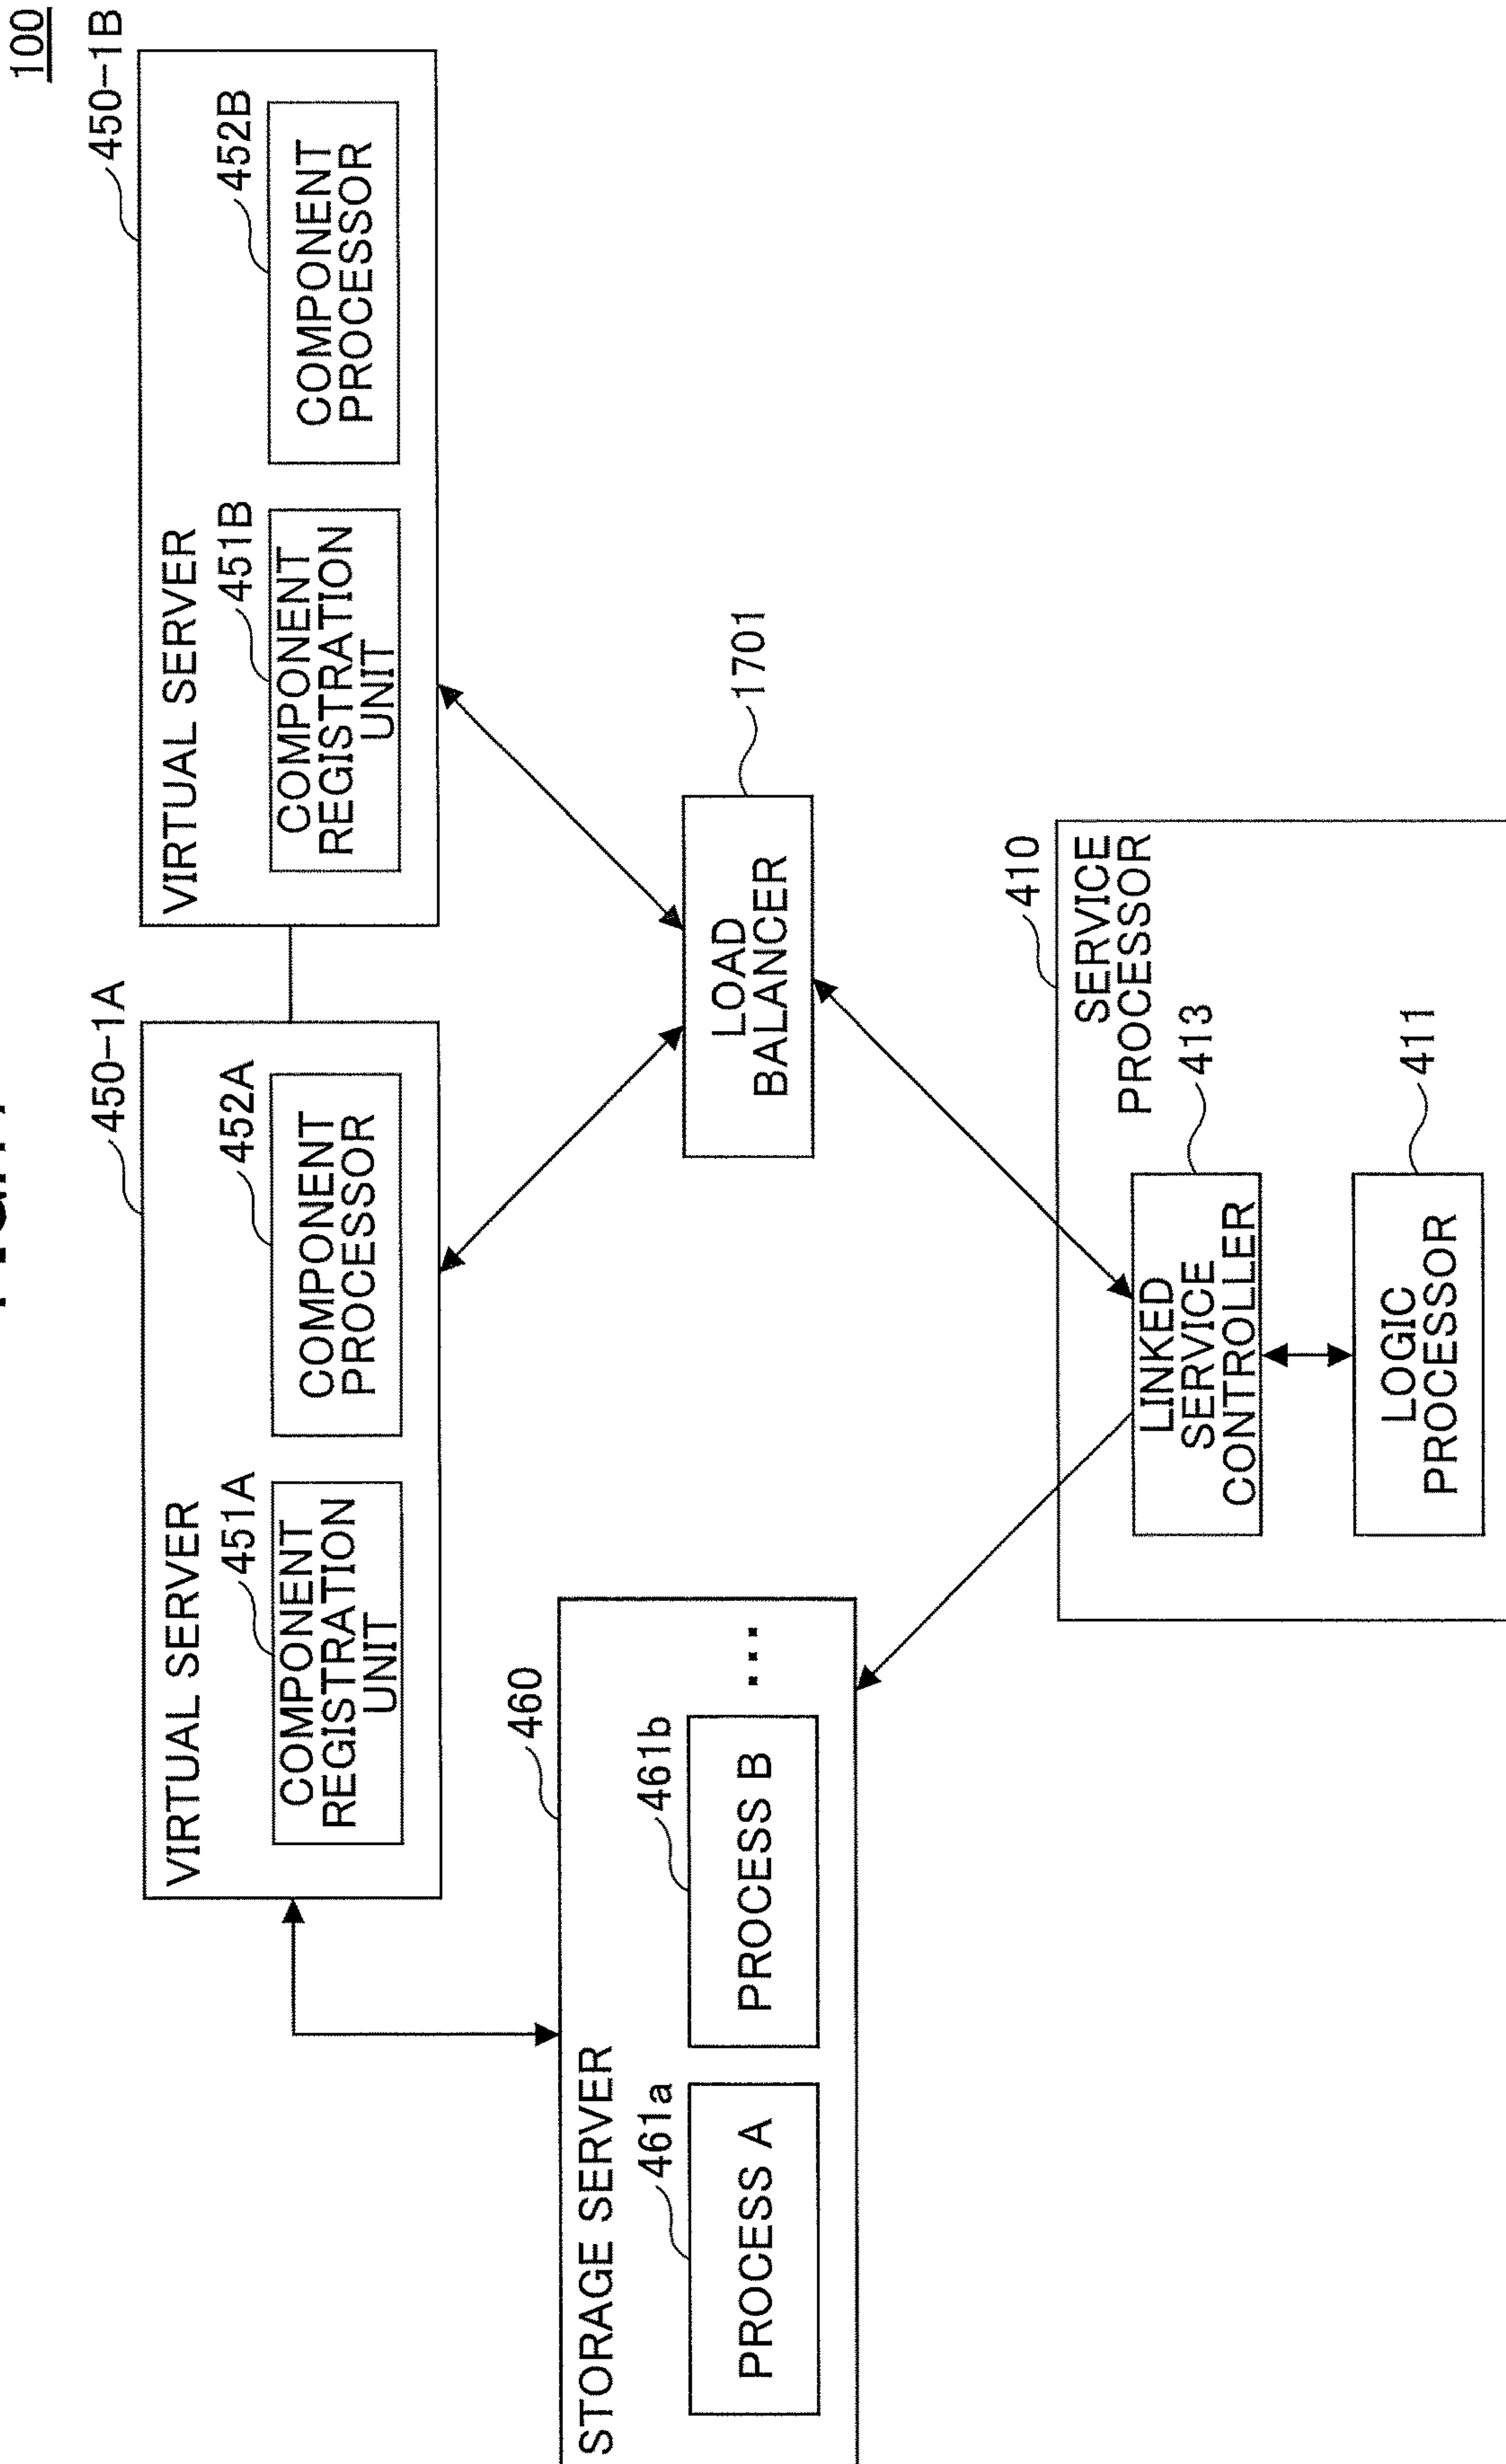 100
VIRTUAL SERVER
450-1A
COMPONENT
REGISTRATION
UNIT
451A
COMPONENT
PROCESSOR
452A
VIRTUAL SERVER
450-1B
COMPONENT
REGISTRATION
UNIT
451B
COMPONENT
PROCESSOR
452B
STORAGE SERVER
460
PROCESS A
461a
PROCESS B
461b
...
LOAD
BALANCER
1701
SERVICE
PROCESSOR
410
LINKED
SERVICE
CONTROLLER
413
LOGIC
PROCESSOR
411